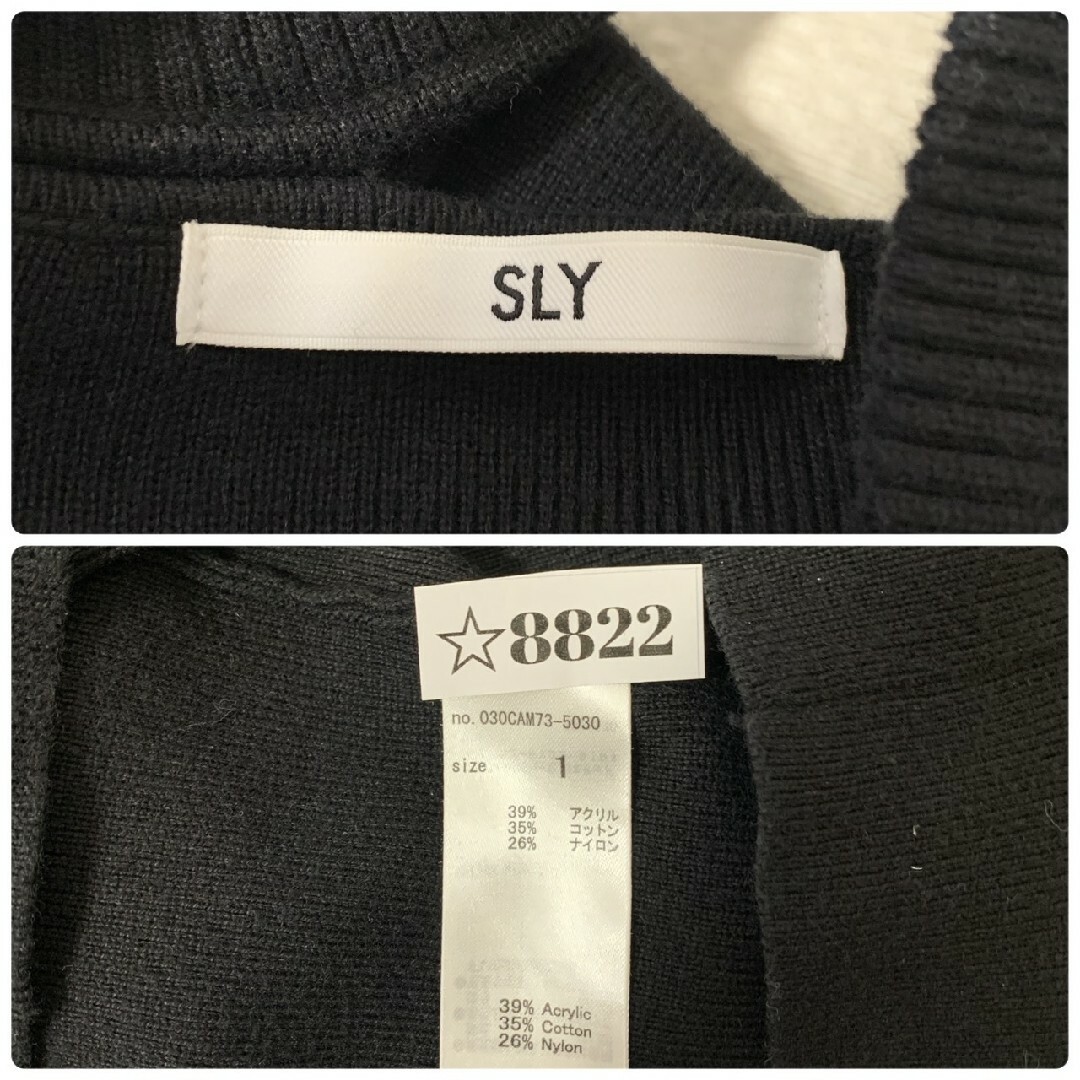 SLY
☆8822
no. 030CAM73-5030
size 1
39% アクリル
35% コットン
26% ナイロン
39% Acrylic
35% Cotton
26% Nylon